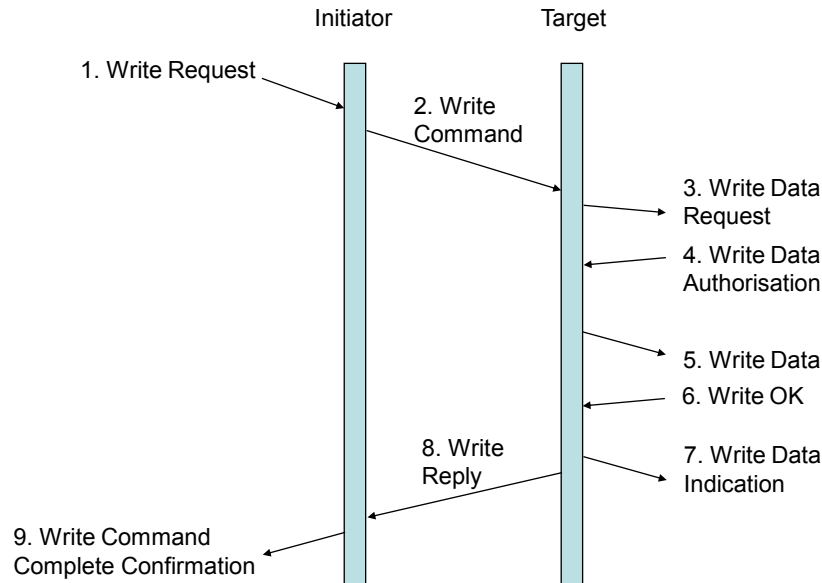 Initiator
Target
1. Write Request
2. Write
Command
3. Write Data
Request
4. Write Data
Authorisation
5. Write Data
6. Write OK
7. Write Data
Indication
8. Write
Reply
9. Write Command
Complete Confirmation